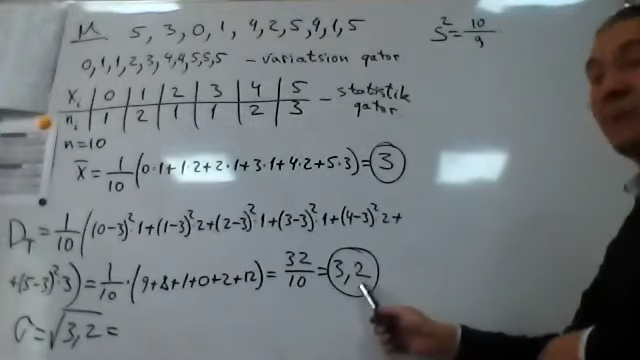 M 5, 3, 0, 1, 4, 2, 5, 4, 1, 5
0, 1, 1, 2, 3, 4, 4, 5, 5, 5 – variatsion qator.
xᵢ | 0 | 1 | 2 | 3 | 4 | 5 – statistik qator
nᵢ | 1 | 2 | 1 | 1 | 2 | 3
n=10
x̄ = 1/10 (0·1+1·2+2·1+3·1+4·2+5·3) = 3
D_T = 1/10 ((0-3)²·1+(1-3)²·2+(2-3)²·1+(3-3)²·1+(4-3)²·2+
+(5-3)²·3) = 1/10 · (9+8+1+0+2+12) = 32/10 = 3,2
σ = √3,2 =
S² = 10/9